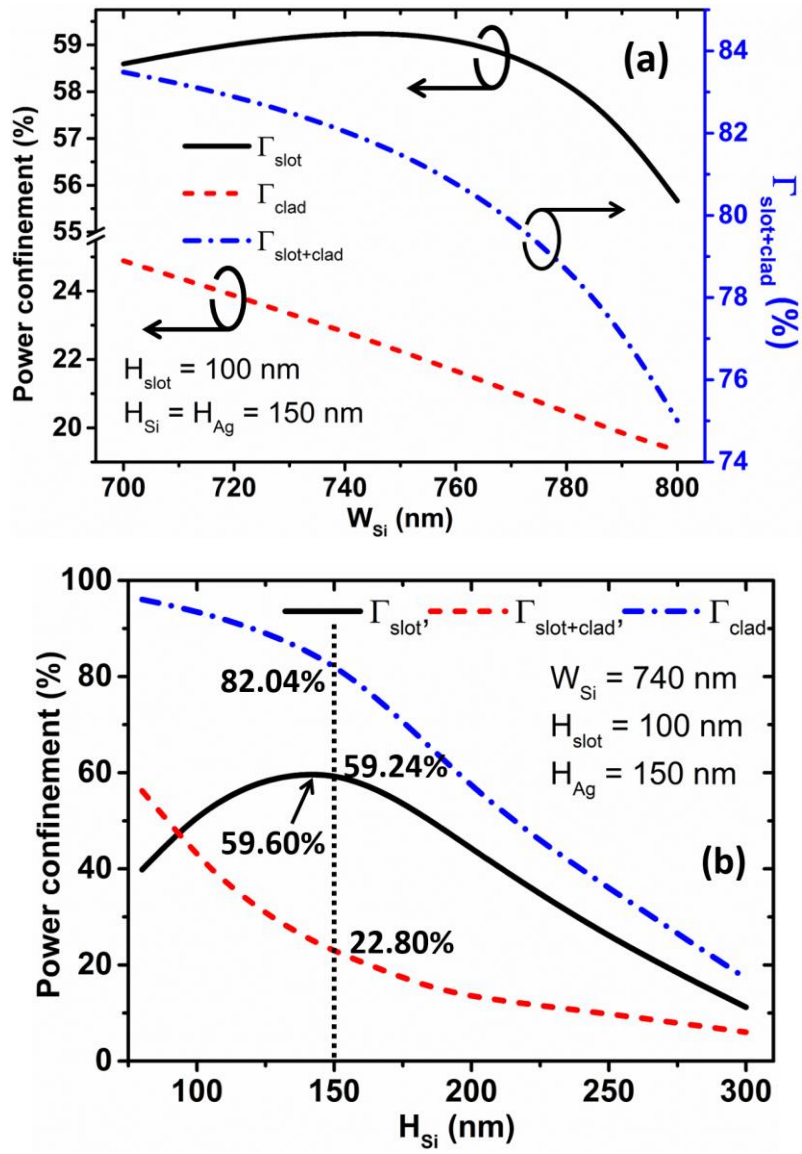 59
58
57
56
55
24
22
20
Power confinement (%)
(a)
Γslot
Γclad
Γslot+clad
Hslot = 100 nm
HSi = HAg = 150 nm
84
82
80
78
76
74
Γslot+clad (%)
700 720 740 760 780 800
WSi (nm)
100
80
60
40
20
0
Power confinement (%)
Γslot, Γslot+clad, Γclad
82.04%
WSi = 740 nm
Hslot = 100 nm
HAg = 150 nm
59.24%
59.60%
(b)
22.80%
100 150 200 250 300
HSi (nm)